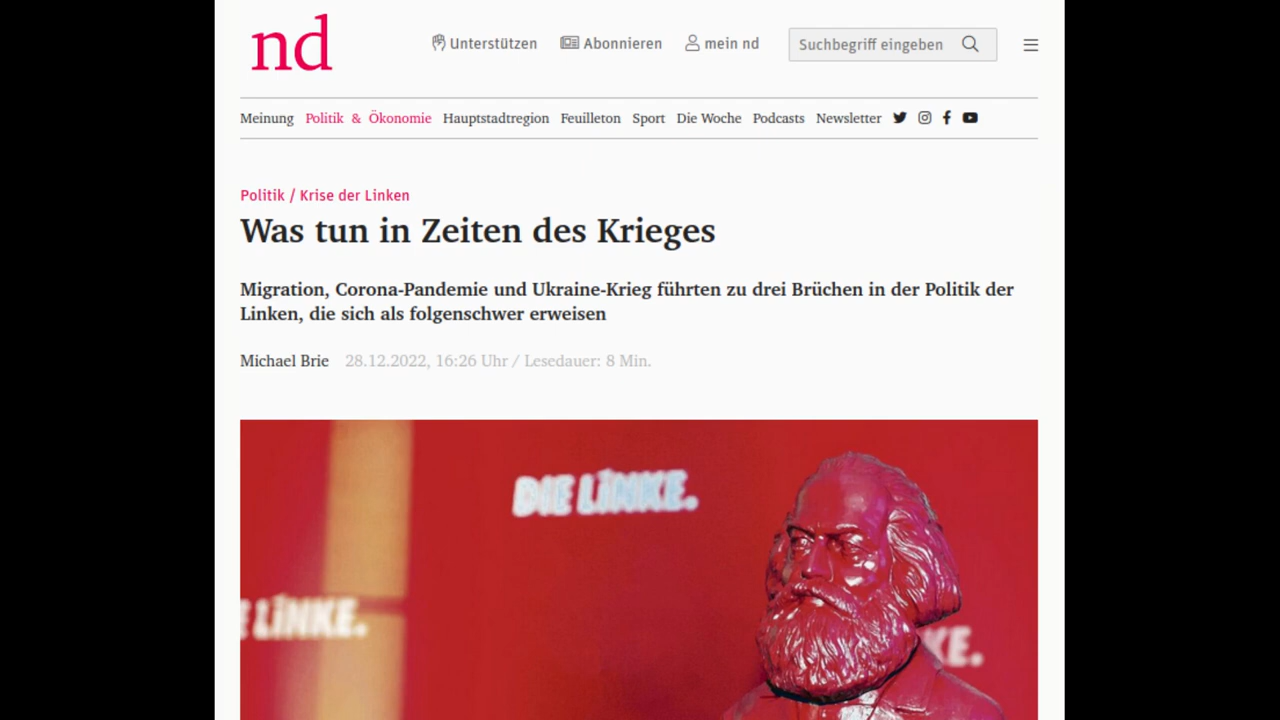 nd
Unterstützen Abonnieren mein nd Suchbegriff eingeben
Meinung Politik & Ökonomie Hauptstadtregion Feuilleton Sport Die Woche Podcasts Newsletter
Politik / Krise der Linken
Was tun in Zeiten des Krieges
Migration, Corona-Pandemie und Ukraine-Krieg führten zu drei Brüchen in der Politik der
Linken, die sich als folgenschwer erweisen
Michael Brie 28.12.2022, 16:26 Uhr / Lesedauer: 8 Min.
DIE LINKE.
E LINKE.
KE.